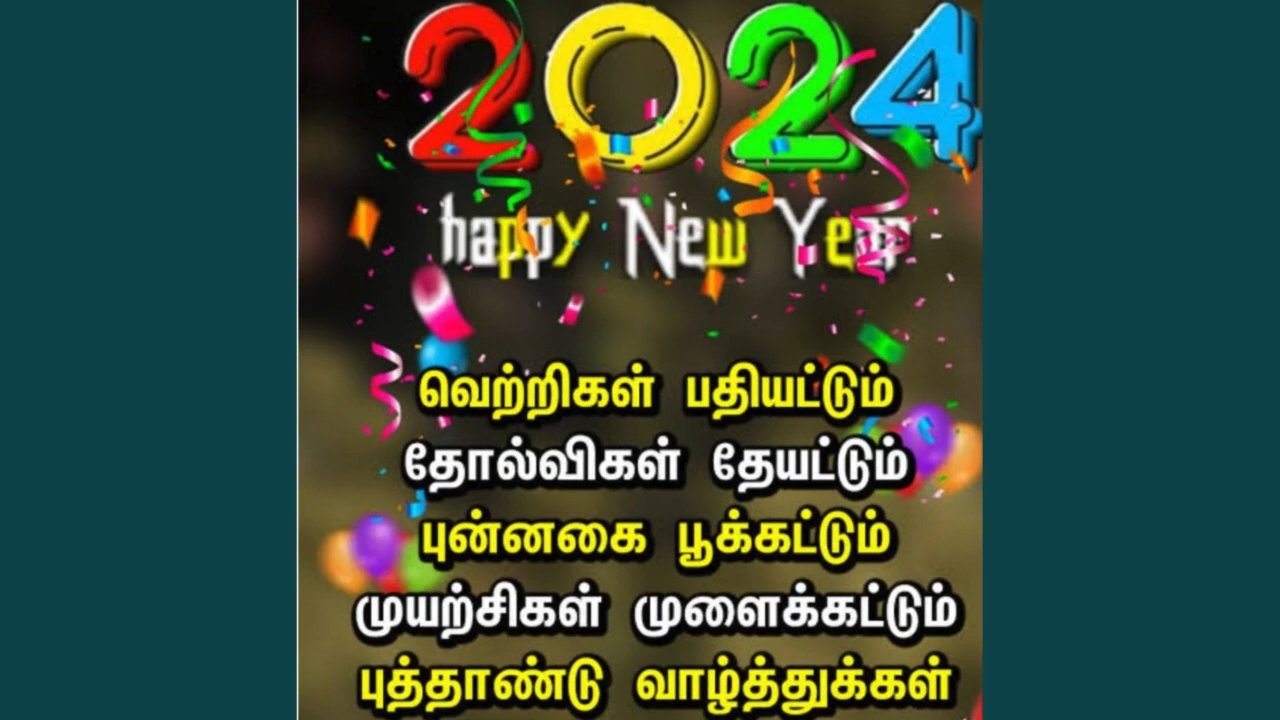 2024
happy New Year
வெற்றிகள் பதியட்டும்
தோல்விகள் தேயட்டும்
புன்னகை பூக்கட்டும்
முயற்சிகள் முளைக்கட்டும்
புத்தாண்டு வாழ்த்துக்கள்